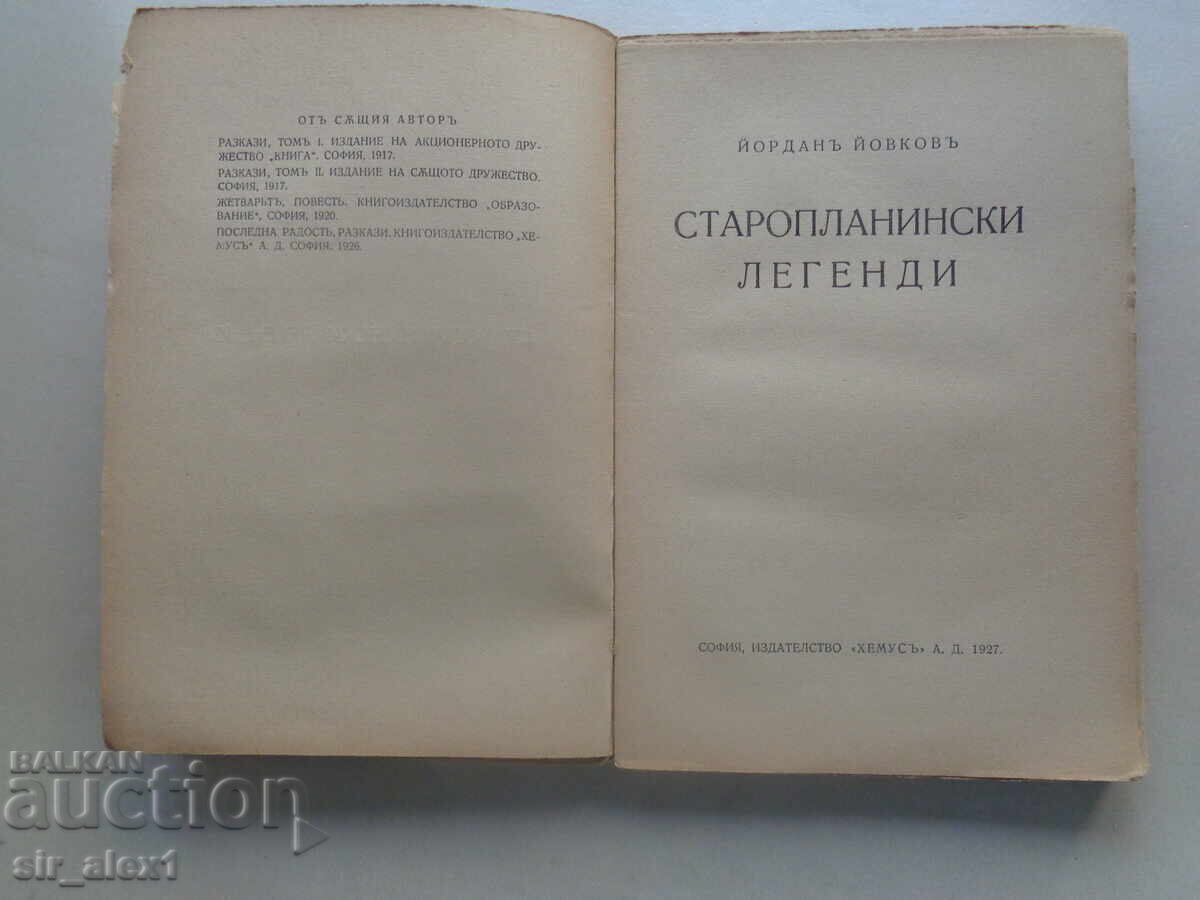 ОТЪ СѪЩИЯ АВТОРЪ
РАЗКАЗИ, ТОМЪ I. ИЗДАНИЕ НА АКЦИОНЕРНОТО ДРУ-
ЖЕСТВО „КНИГА“. СОФИЯ, 1917.
РАЗКАЗИ, ТОМЪ II. ИЗДАНИЕ НА СѪЩОТО ДРУЖЕСТВО.
СОФИЯ, 1917.
ЖЕТВАРЬТЪ, ПОВЕСТЬ. КНИГОИЗДАТЕЛСТВО „ОБРАЗО-
ВАНИЕ“, СОФИЯ, 1920.
ПОСЛЕДНА РАДОСТЬ, РАЗКАЗИ. КНИГОИЗДАТЕЛСТВО „ХЕ-
МУСЪ“ А. Д. СОФИЯ. 1926.
ЙОРДАНЪ ЙОВКОВЪ
СТАРОПЛАНИНСКИ
ЛЕГЕНДИ
СОФИЯ, ИЗДАТЕЛСТВО «ХЕМУСЪ» А. Д. 1927.
BALKAN
auction
sir_alex1